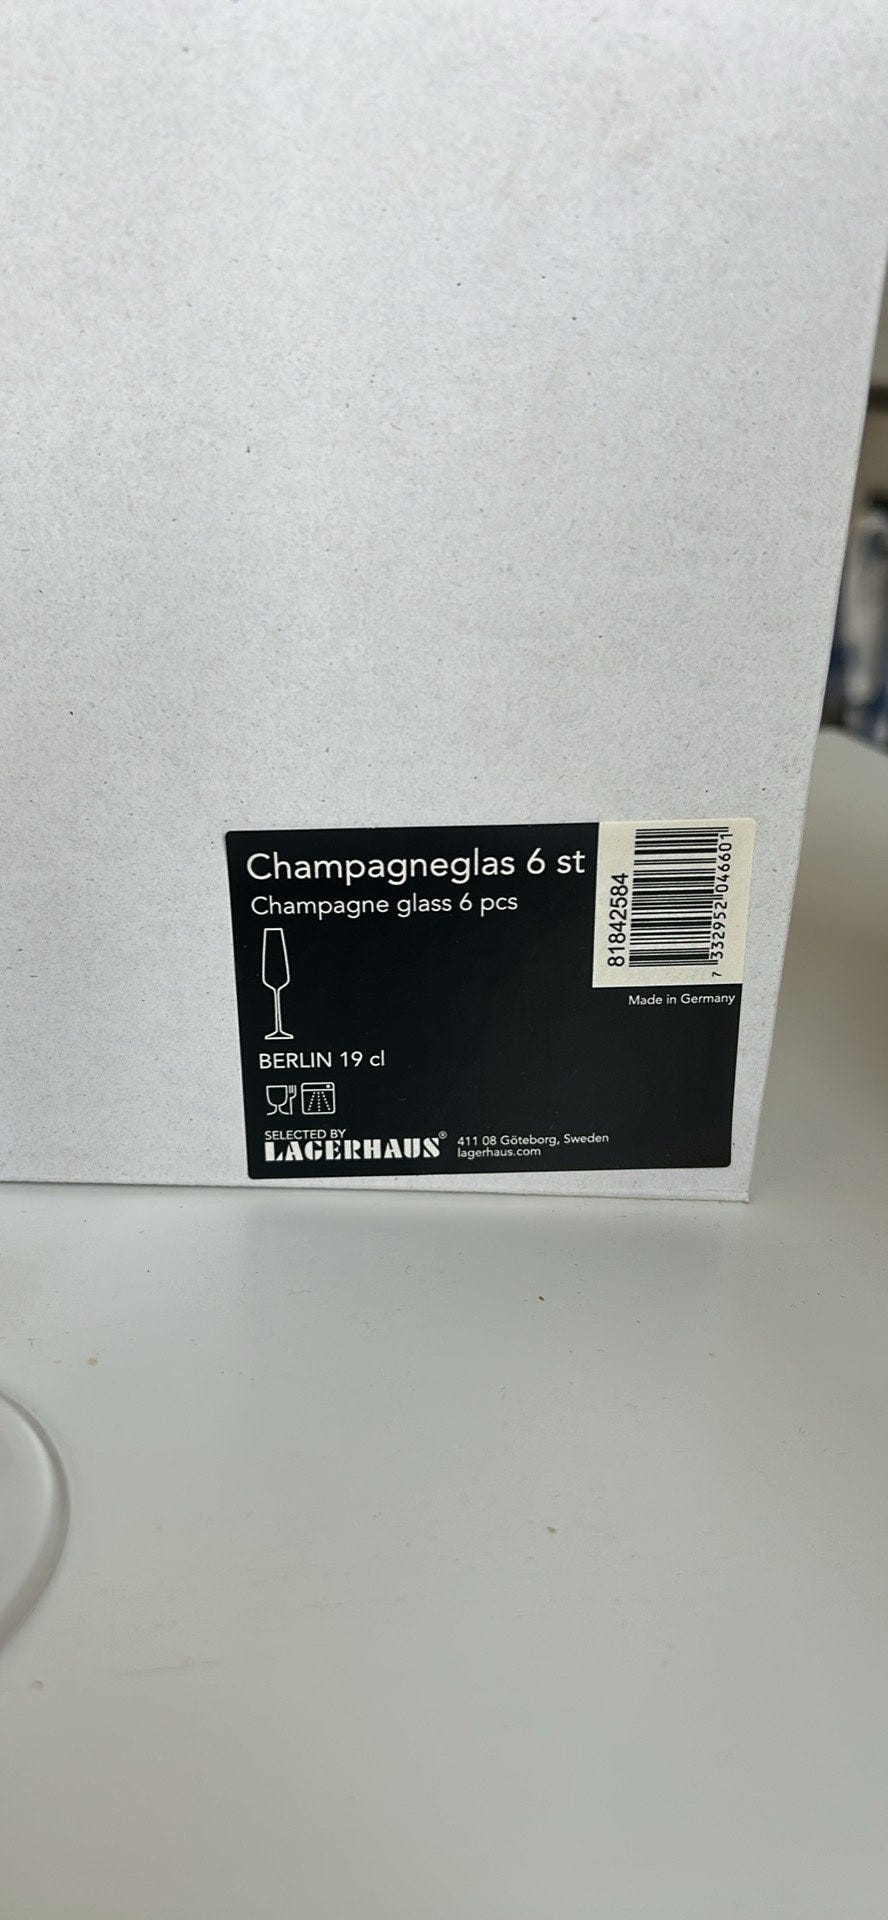 Champagneglas 6 st
Champagne glass 6 pcs
81842584
7 332952 046601
Made in Germany
BERLIN 19 cl
SELECTED BY
LAGERHAUS®
411 08 Göteborg, Sweden
lagerhaus.com